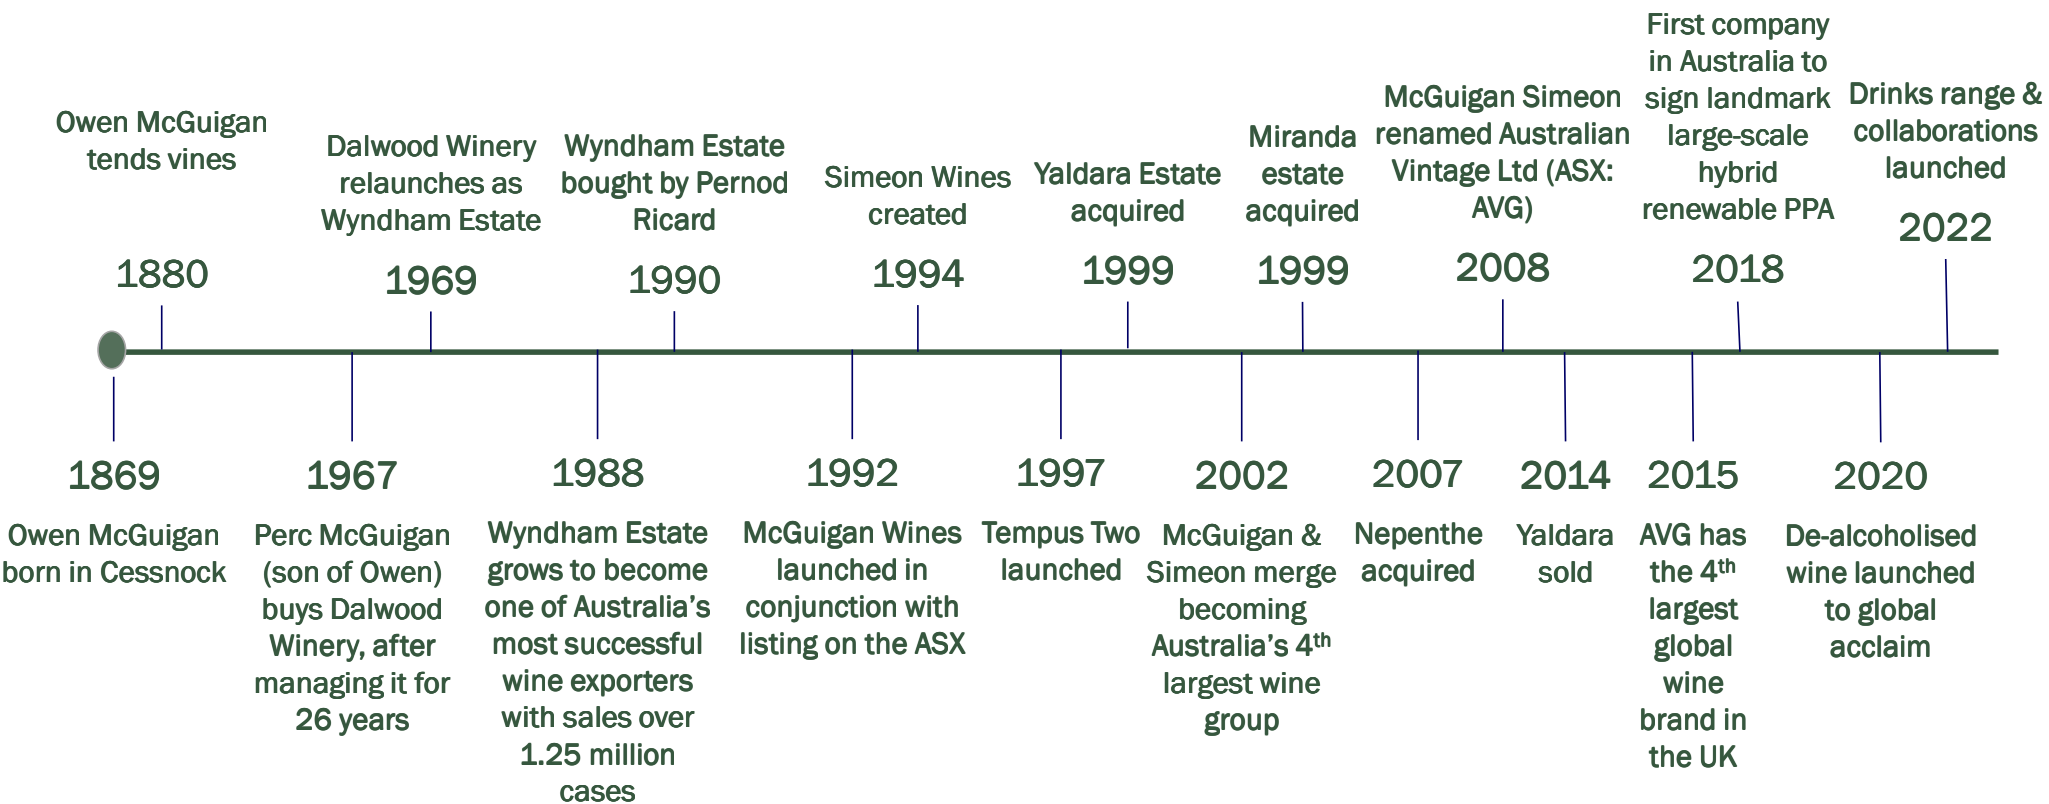 Owen McGuigan
tends vines
1880
Dalwood Winery
relaunches as
Wyndham Estate
1969
Wyndham Estate
bought by Pernod
Ricard
1990
Simeon Wines
created
1994
Yaldara Estate
acquired
1999
Miranda
estate
acquired
1999
McGuigan Simeon
renamed Australian
Vintage Ltd (ASX:
AVG)
2008
First company
in Australia to
sign landmark
large-scale
hybrid
renewable PPA
2018
Drinks range &
collaborations
launched
2022
1869
Owen McGuigan
born in Cessnock
1967
Perc McGuigan
(son of Owen)
buys Dalwood
Winery, after
managing it for
26 years
1988
Wyndham Estate
grows to become
one of Australia’s
most successful
wine exporters
with sales over
1.25 million
cases
1992
McGuigan Wines
launched in
conjunction with
listing on the ASX
1997
Tempus Two
launched
2002
McGuigan &
Simeon merge
becoming
Australia’s 4th
largest wine
group
2007
Nepenthe
acquired
2014
Yaldara
sold
2015
AVG has
the 4th
largest
global
wine
brand in
the UK
2020
De-alcoholised
wine launched
to global
acclaim